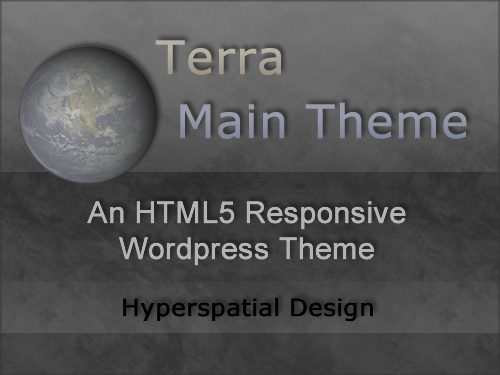 Terra
Main Theme
An HTML5 Responsive
Wordpress Theme
Hyperspatial Design